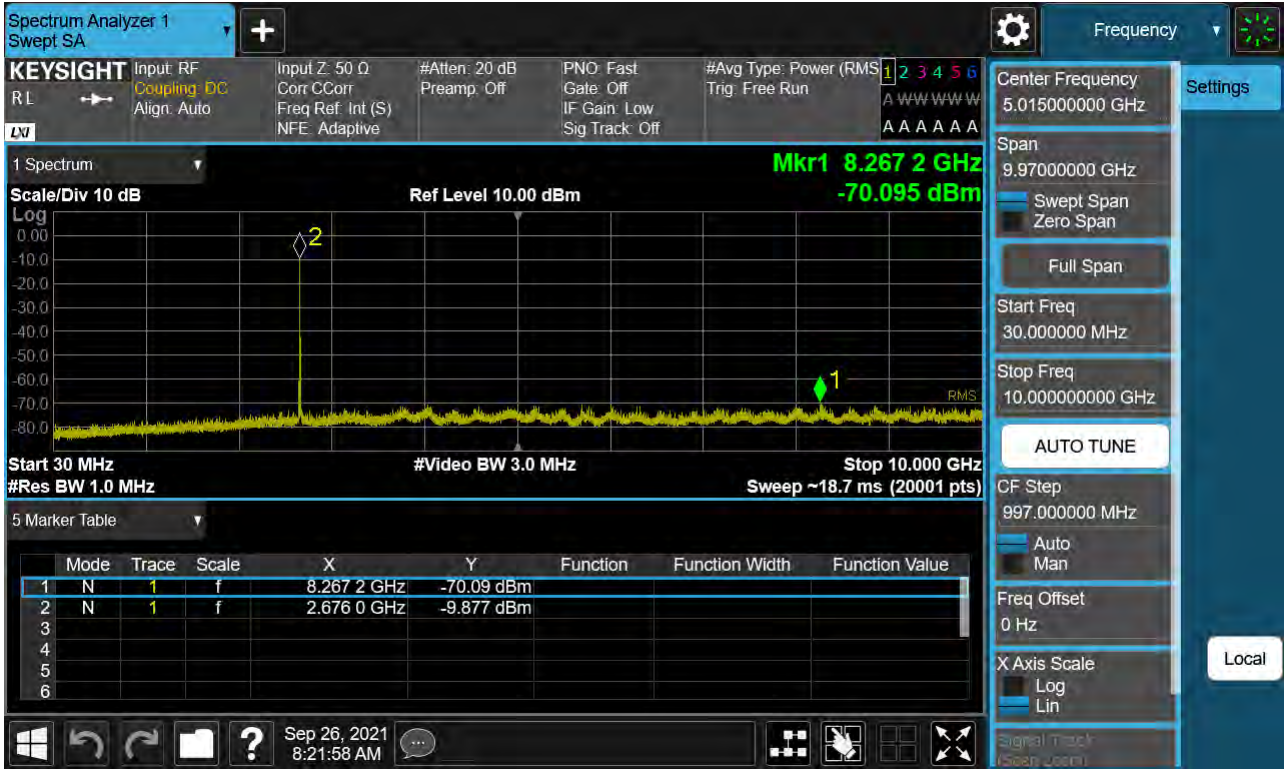 Spectrum Analyzer 1
Swept SA
+
Frequency
KEYSIGHT
RL
LXI
Input: RF
Coupling: DC
Align: Auto
Input Z: 50 Ω
Corr CCorr
Freq Ref: Int (S)
NFE: Adaptive
#Atten: 20 dB
Preamp: Off
PNO: Fast
Gate: Off
IF Gain: Low
Sig Track: Off
#Avg Type: Power (RMS
Trig: Free Run
1 2 3 4 5 6
A W W W W W
A A A A A A
1 Spectrum
Scale/Div 10 dB
Ref Level 10.00 dBm
Mkr1 8.267 2 GHz
-70.095 dBm
Log
0.00
-10.0
-20.0
-30.0
-40.0
-50.0
-60.0
-70.0
-80.0
2
1
RMS
Start 30 MHz
#Video BW 3.0 MHz
Stop 10.000 GHz
#Res BW 1.0 MHz
Sweep ~18.7 ms (20001 pts)
5 Marker Table
Mode Trace Scale X Y Function Function Width Function Value
1 N 1 f 8.267 2 GHz -70.09 dBm
2 N 1 f 2.676 0 GHz -9.877 dBm
3
4
5
6
Center Frequency
5.015000000 GHz
Span
9.97000000 GHz
Swept Span
Zero Span
Full Span
Start Freq
30.000000 MHz
Stop Freq
10.000000000 GHz
AUTO TUNE
CF Step
997.000000 MHz
Auto
Man
Freq Offset
0 Hz
X Axis Scale
Log
Lin
Signal Track
(Span Zoom)
Settings
Local
?
Sep 26, 2021
8:21:58 AM